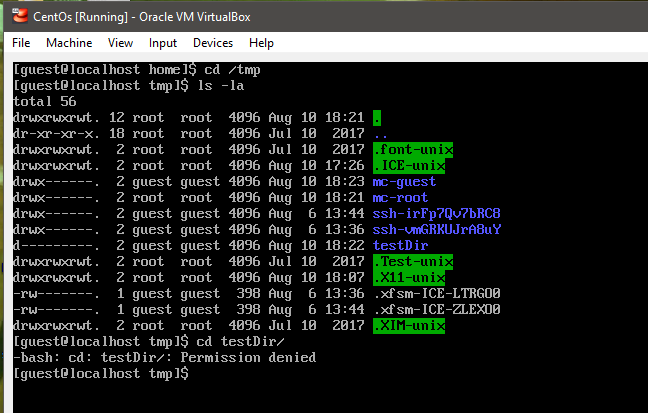 CentOs [Running] - Oracle VM VirtualBox
File Machine View Input Devices Help
[guest@localhost home]$ cd /tmp
[guest@localhost tmp]$ ls -la
total 56
drwxrwxrwt. 12 root root 4096 Aug 10 18:21 .
dr-xr-xr-x. 18 root root 4096 Jul 10 2017 ..
drwxrwxrwt. 2 root root 4096 Jul 10 2017 .font-unix
drwxrwxrwt. 2 root root 4096 Aug 10 17:26 .ICE-unix
drwx------. 2 guest guest 4096 Aug 10 18:23 mc-guest
drwx------. 2 root root 4096 Aug 10 18:21 mc-root
drwx------. 2 guest guest 4096 Aug 6 13:44 ssh-irFp7Qv7bRC8
drwx------. 2 guest guest 4096 Aug 6 13:36 ssh-vmGRKUJrA8uY
d---------. 2 guest guest 4096 Aug 10 18:22 testDir
drwxrwxrwt. 2 root root 4096 Jul 10 2017 .Test-unix
drwxrwxrwt. 2 root root 4096 Aug 10 18:07 .X11-unix
-rw-------. 1 guest guest 398 Aug 6 13:36 .xfsm-ICE-LTRGO0
-rw-------. 1 guest guest 398 Aug 6 13:44 .xfsm-ICE-ZLEXO0
drwxrwxrwt. 2 root root 4096 Jul 10 2017 .XIM-unix
[guest@localhost tmp]$ cd testDir/
-bash: cd: testDir/: Permission denied
[guest@localhost tmp]$